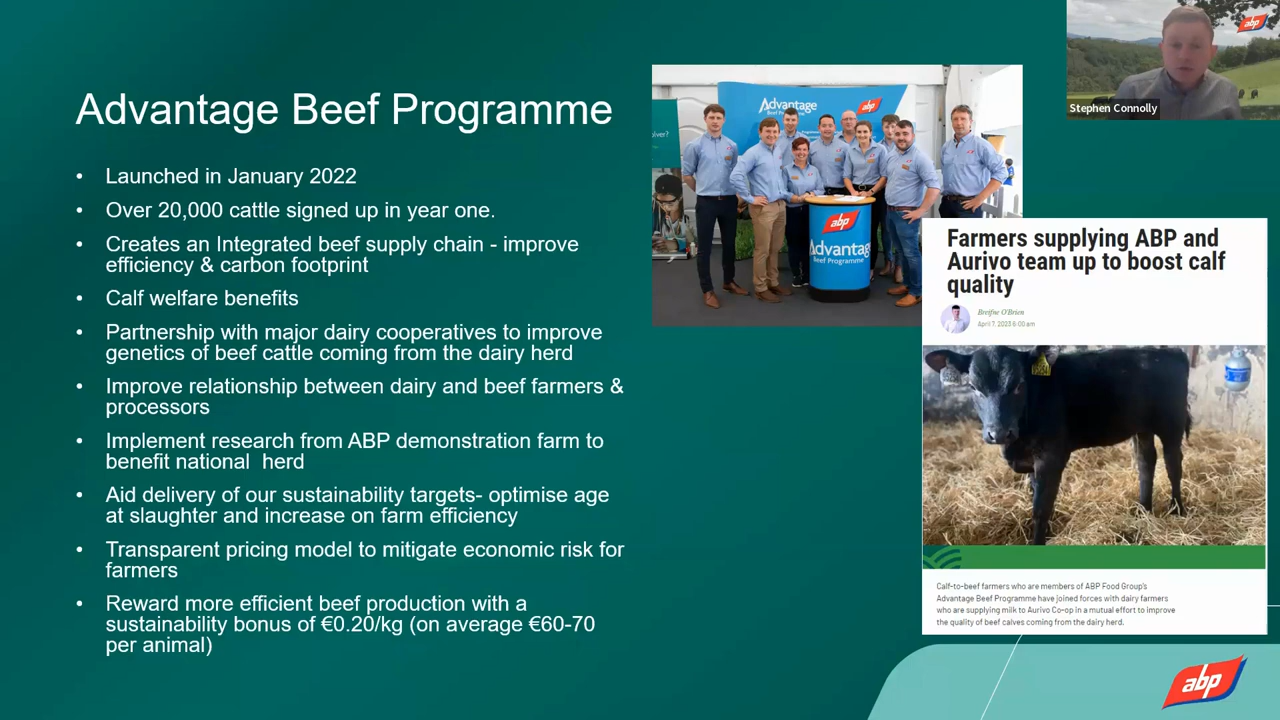 Advantage Beef Programme
• Launched in January 2022
• Over 20,000 cattle signed up in year one.
• Creates an Integrated beef supply chain - improve
efficiency & carbon footprint
• Calf welfare benefits
• Partnership with major dairy cooperatives to improve
genetics of beef cattle coming from the dairy herd
• Improve relationship between dairy and beef farmers &
processors
• Implement research from ABP demonstration farm to
benefit national  herd
• Aid delivery of our sustainability targets- optimise age
at slaughter and increase on farm efficiency
• Transparent pricing model to mitigate economic risk for
farmers
• Reward more efficient beef production with a
sustainability bonus of €0.20/kg (on average €60-70
per animal)
Advantage
Beef Programme
abp
abp
Advantage
Beef Programme
abp
Stephen Connolly
Farmers supplying ABP and
Aurivo team up to boost calf
quality
Breifne O'Brien
April 7, 2023 6:00 am
Calf-to-beef farmers who are members of ABP Food Group's
Advantage Beef Programme have joined forces with dairy farmers
who are supplying milk to Aurivo Co-op in a mutual effort to improve
the quality of beef calves coming from the dairy herd.
abp